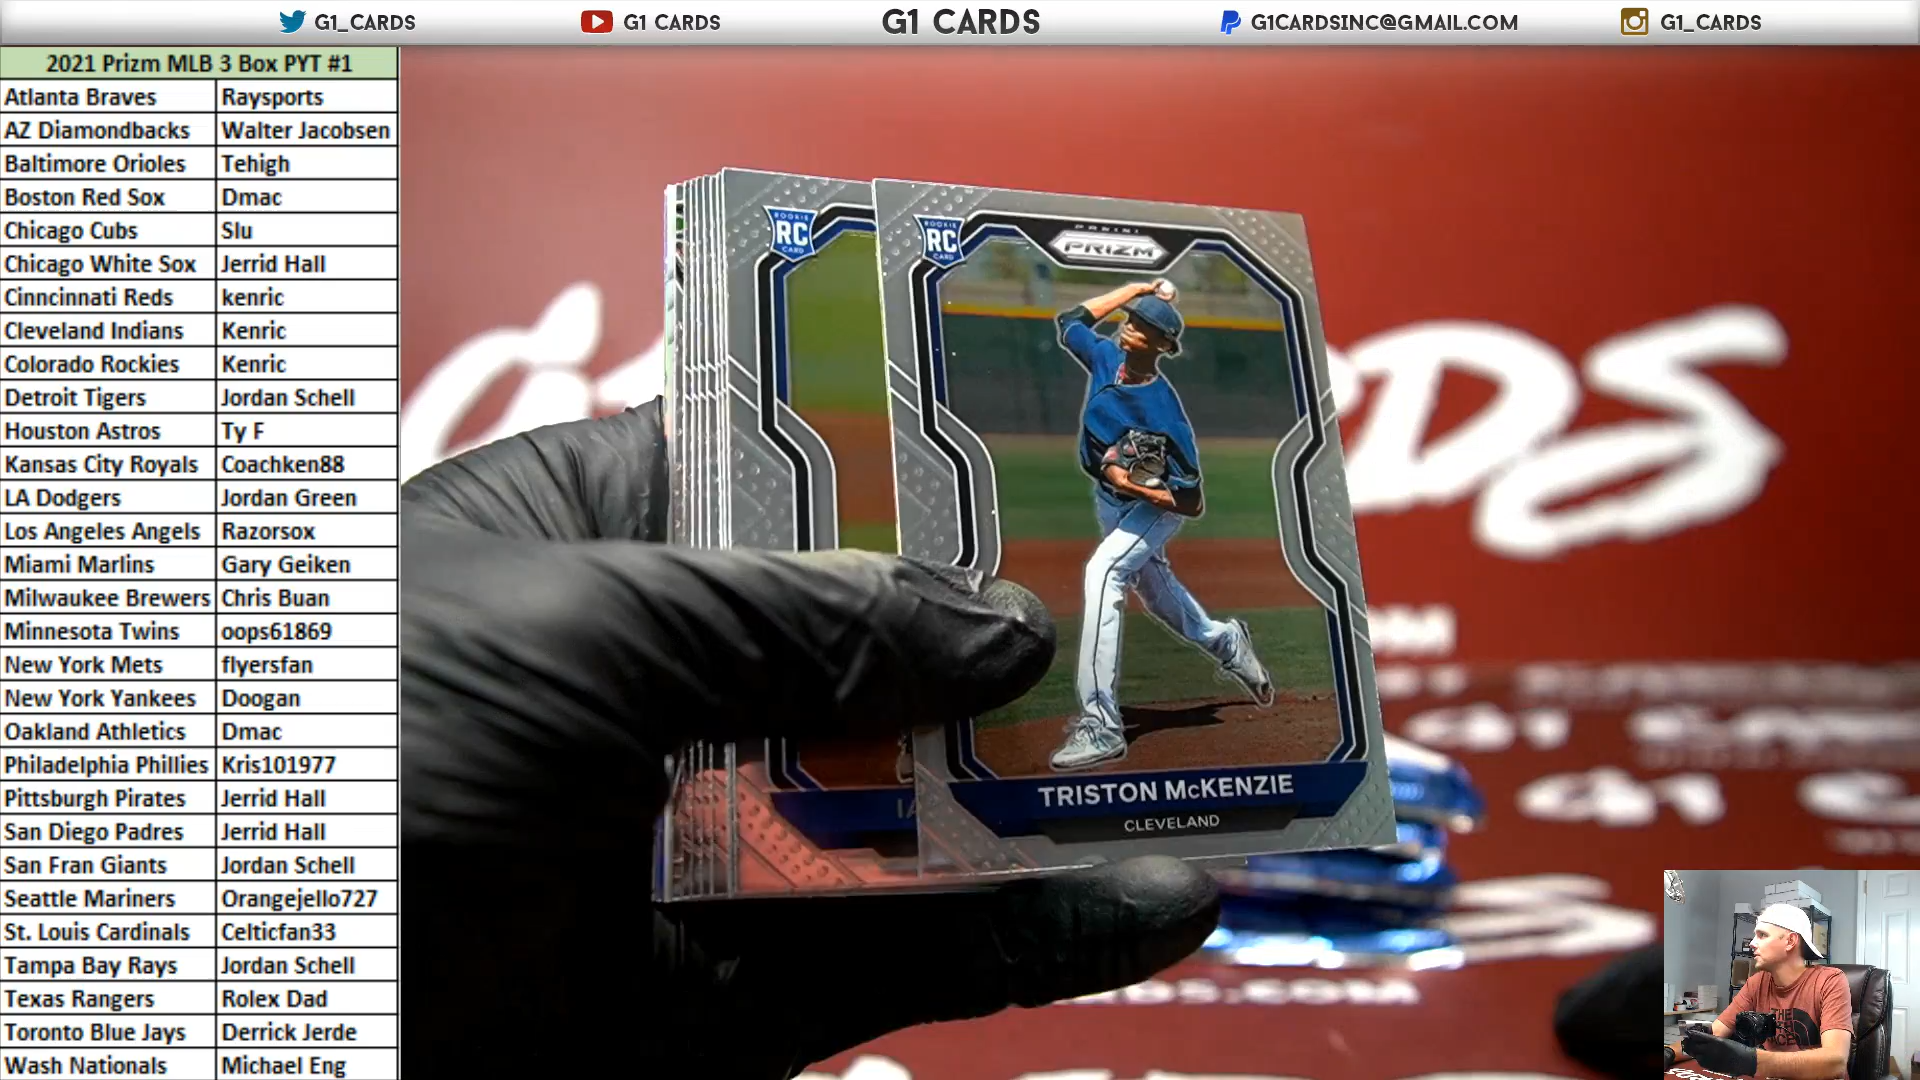 G1_CARDS G1 CARDS G1 CARDS G1CARDSINC@GMAIL.COM G1_CARDS
2021 Prizm MLB 3 Box PYT #1
Atlanta Braves Raysports
AZ Diamondbacks Walter Jacobsen
Baltimore Orioles Tehigh
Boston Red Sox Dmac
Chicago Cubs Slu
Chicago White Sox Jerrid Hall
Cinncinnati Reds kenric
Cleveland Indians Kenric
Colorado Rockies Kenric
Detroit Tigers Jordan Schell
Houston Astros Ty F
Kansas City Royals Coachken88
LA Dodgers Jordan Green
Los Angeles Angels Razorsox
Miami Marlins Gary Geiken
Milwaukee Brewers Chris Buan
Minnesota Twins oops61869
New York Mets flyersfan
New York Yankees Doogan
Oakland Athletics Dmac
Philadelphia Phillies Kris101977
Pittsburgh Pirates Jerrid Hall
San Diego Padres Jerrid Hall
San Fran Giants Jordan Schell
Seattle Mariners Orangejello727
St. Louis Cardinals Celticfan33
Tampa Bay Rays Jordan Schell
Texas Rangers Rolex Dad
Toronto Blue Jays Derrick Jerde
Wash Nationals Michael Eng
ROOKIE
RC
CARD
ROOKIE
RC
CARD
PANINI
PRIZM
TRISTON McKENZIE
CLEVELAND